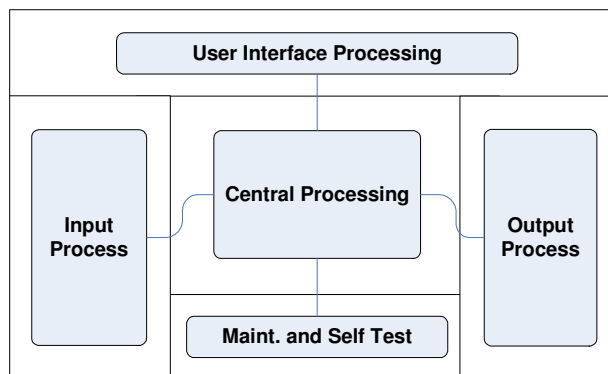 User Interface Processing
Central Processing
Input
Process
Output
Process
Maint. and Self Test